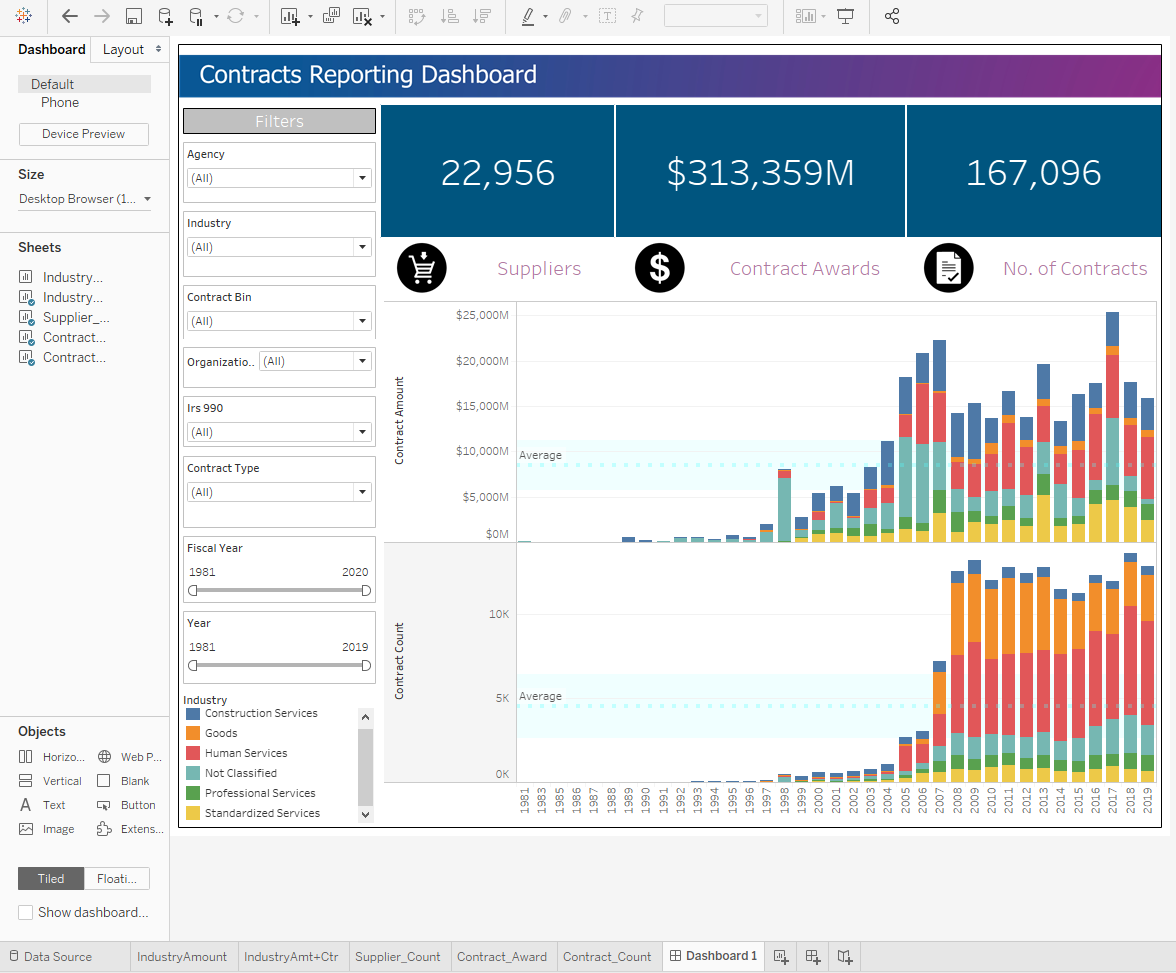 Dashboard Layout
Default
Phone
Device Preview
Size
Desktop Browser (1...
Sheets
Industry...
Industry...
Supplier_...
Contract...
Contract...
Objects
Horizo... Web P...
Vertical Blank
A Text Button
Image Extens...
Tiled Floati...
Show dashboard...
Contracts Reporting Dashboard
Filters
Agency
(All)
Industry
(All)
Contract Bin
(All)
Organizatio.. (All)
Irs 990
(All)
Contract Type
(All)
Fiscal Year
1981 2020
Year
1981 2019
Industry
Construction Services
Goods
Human Services
Not Classified
Professional Services
Standardized Services
22,956 $313,359M 167,096
Suppliers $ Contract Awards No. of Contracts
Contract Amount
$25,000M
$20,000M
$15,000M
$10,000M
$5,000M
$0M
Average
Contract Count
10K
5K
0K
Average
1981 1983 1985 1986 1987 1988 1989 1990 1991 1992 1993 1994 1995 1996 1997 1998 1999 2000 2001 2002 2003 2004 2005 2006 2007 2008 2009 2010 2011 2012 2013 2014 2015 2016 2017 2018 2019
Data Source IndustryAmount IndustryAmt+Ctr Supplier_Count Contract_Award Contract_Count Dashboard 1